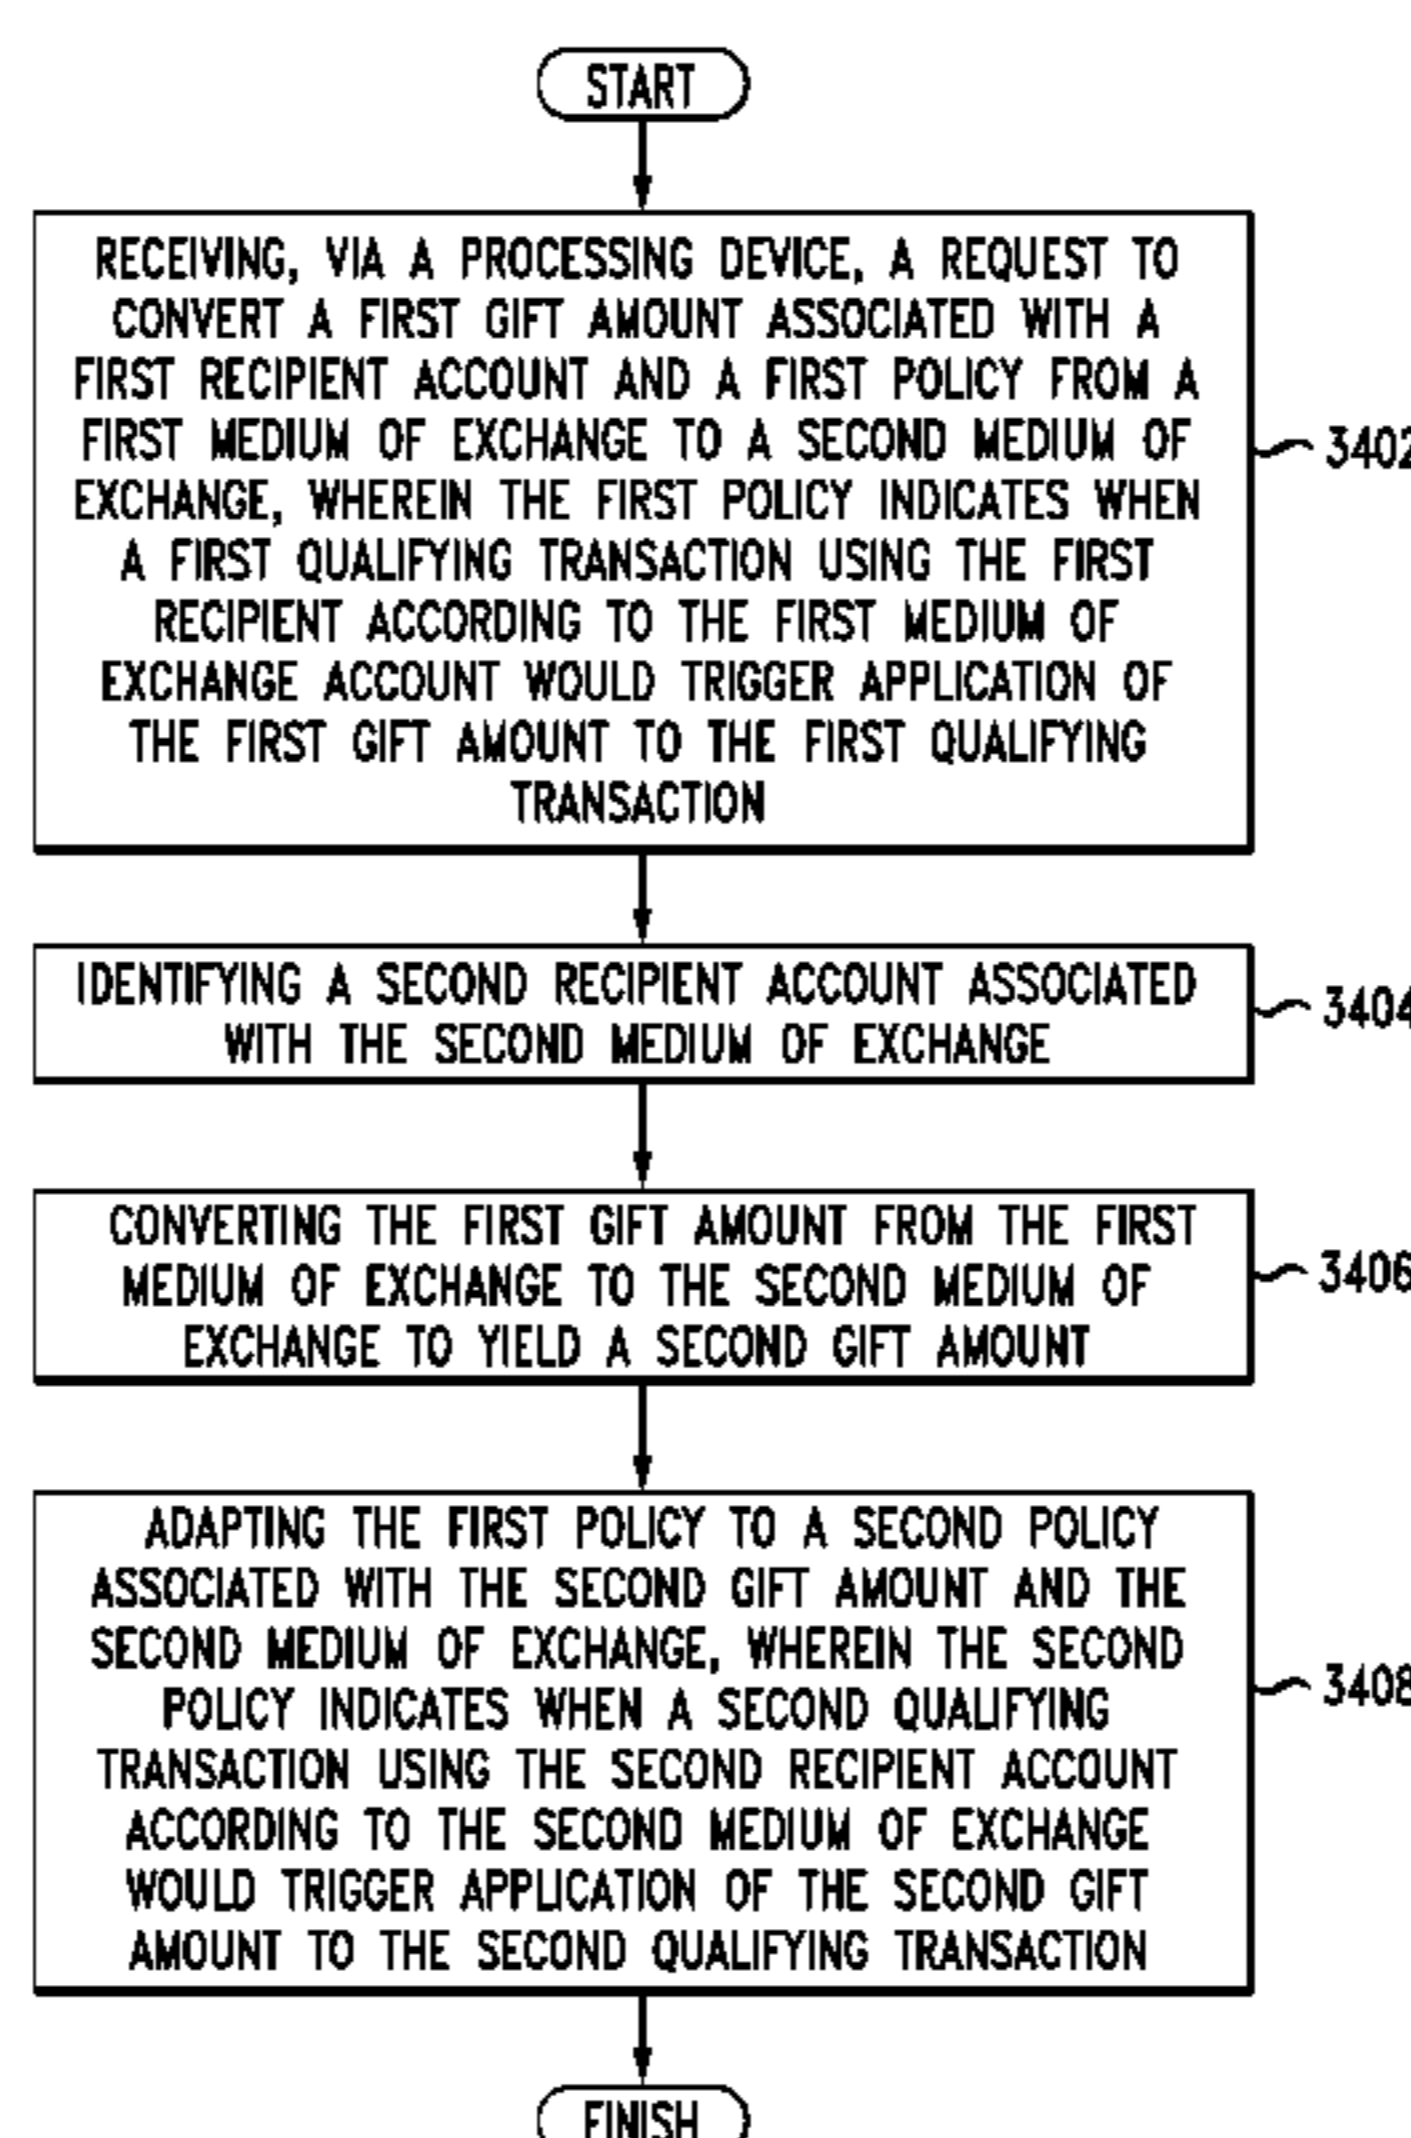 START
RECEIVING, VIA A PROCESSING DEVICE, A REQUEST TO
CONVERT A FIRST GIFT AMOUNT ASSOCIATED WITH A
FIRST RECIPIENT ACCOUNT AND A FIRST POLICY FROM A
FIRST MEDIUM OF EXCHANGE TO A SECOND MEDIUM OF
EXCHANGE, WHEREIN THE FIRST POLICY INDICATES WHEN
A FIRST QUALIFYING TRANSACTION USING THE FIRST
RECIPIENT ACCORDING TO THE FIRST MEDIUM OF
EXCHANGE ACCOUNT WOULD TRIGGER APPLICATION OF
THE FIRST GIFT AMOUNT TO THE FIRST QUALIFYING
TRANSACTION
3402
IDENTIFYING A SECOND RECIPIENT ACCOUNT ASSOCIATED
WITH THE SECOND MEDIUM OF EXCHANGE
3404
CONVERTING THE FIRST GIFT AMOUNT FROM THE FIRST
MEDIUM OF EXCHANGE TO THE SECOND MEDIUM OF
EXCHANGE TO YIELD A SECOND GIFT AMOUNT
3406
ADAPTING THE FIRST POLICY TO A SECOND POLICY
ASSOCIATED WITH THE SECOND GIFT AMOUNT AND THE
SECOND MEDIUM OF EXCHANGE, WHEREIN THE SECOND
POLICY INDICATES WHEN A SECOND QUALIFYING
TRANSACTION USING THE SECOND RECIPIENT ACCOUNT
ACCORDING TO THE SECOND MEDIUM OF EXCHANGE
WOULD TRIGGER APPLICATION OF THE SECOND GIFT
AMOUNT TO THE SECOND QUALIFYING TRANSACTION
3408
FINISH